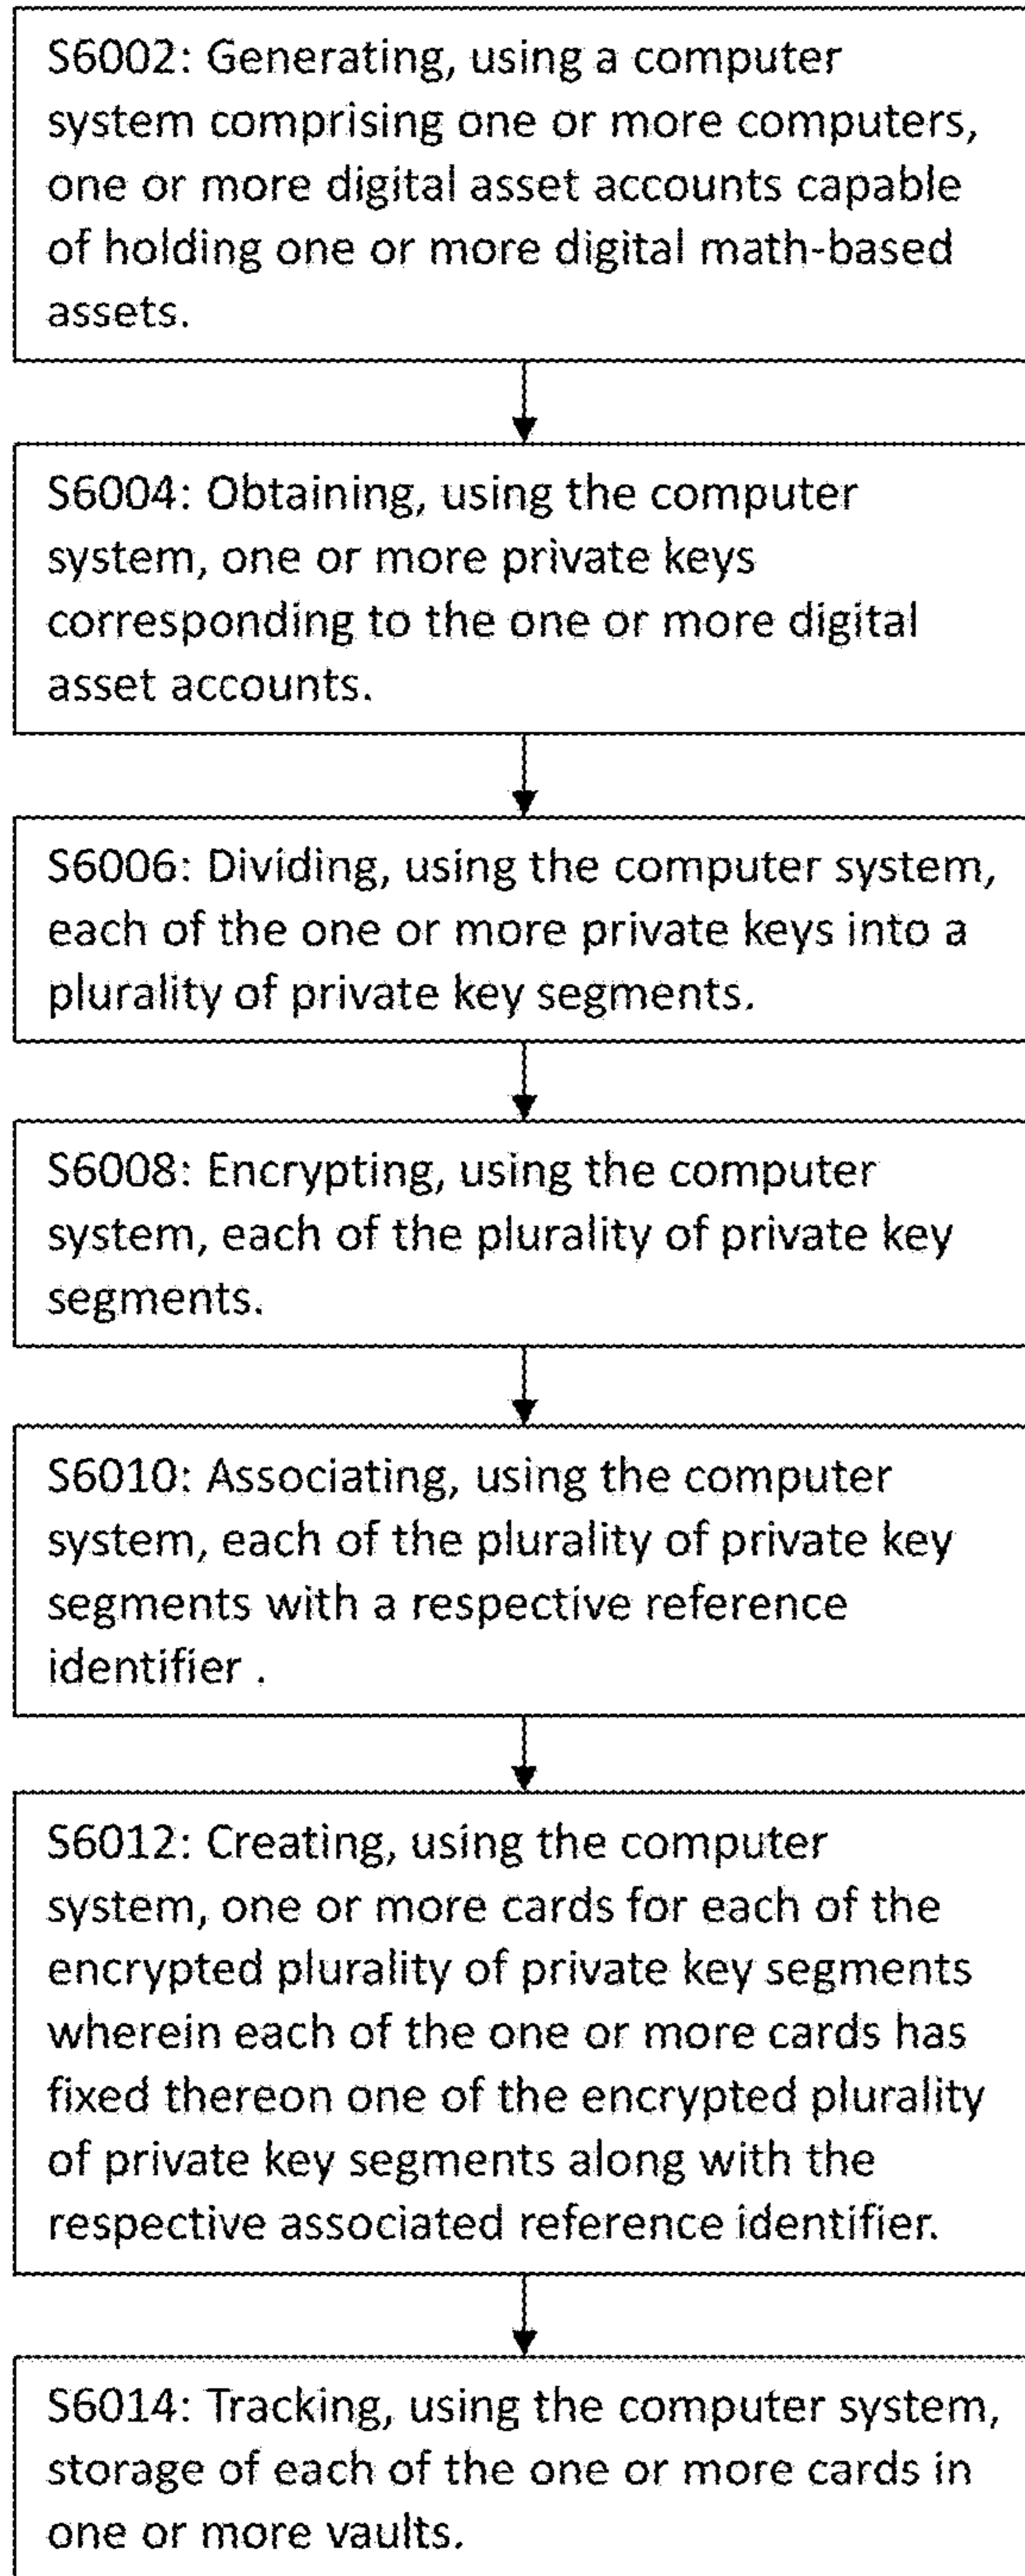 S6002: Generating, using a computer
system comprising one or more computers,
one or more digital asset accounts capable
of holding one or more digital math-based
assets.
S6004: Obtaining, using the computer
system, one or more private keys
corresponding to the one or more digital
asset accounts.
S6006: Dividing, using the computer system,
each of the one or more private keys into a
plurality of private key segments.
S6008: Encrypting, using the computer
system, each of the plurality of private key
segments.
S6010: Associating, using the computer
system, each of the plurality of private key
segments with a respective reference
identifier .
S6012: Creating, using the computer
system, one or more cards for each of the
encrypted plurality of private key segments
wherein each of the one or more cards has
fixed thereon one of the encrypted plurality
of private key segments along with the
respective associated reference identifier.
S6014: Tracking, using the computer system,
storage of each of the one or more cards in
one or more vaults.